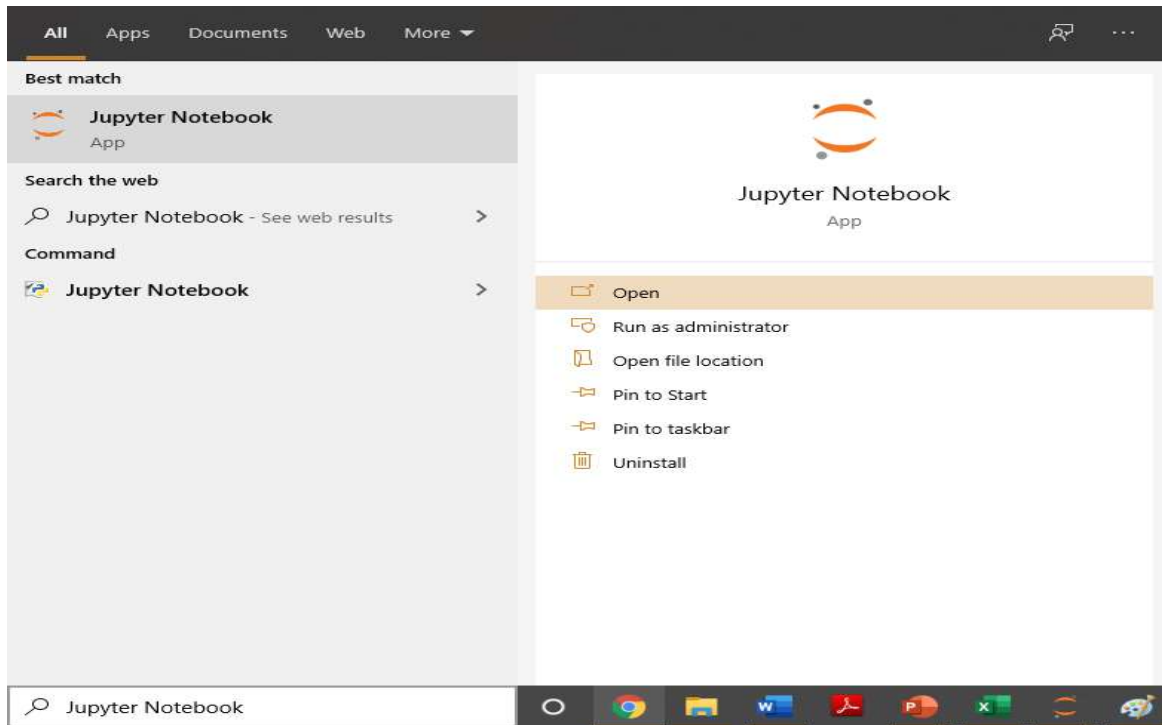 All Apps Documents Web More
Best match
Jupyter Notebook
App
Search the web
Jupyter Notebook - See web results
Command
Jupyter Notebook
Jupyter Notebook
App
Open
Run as administrator
Open file location
Pin to Start
Pin to taskbar
Uninstall
Jupyter Notebook